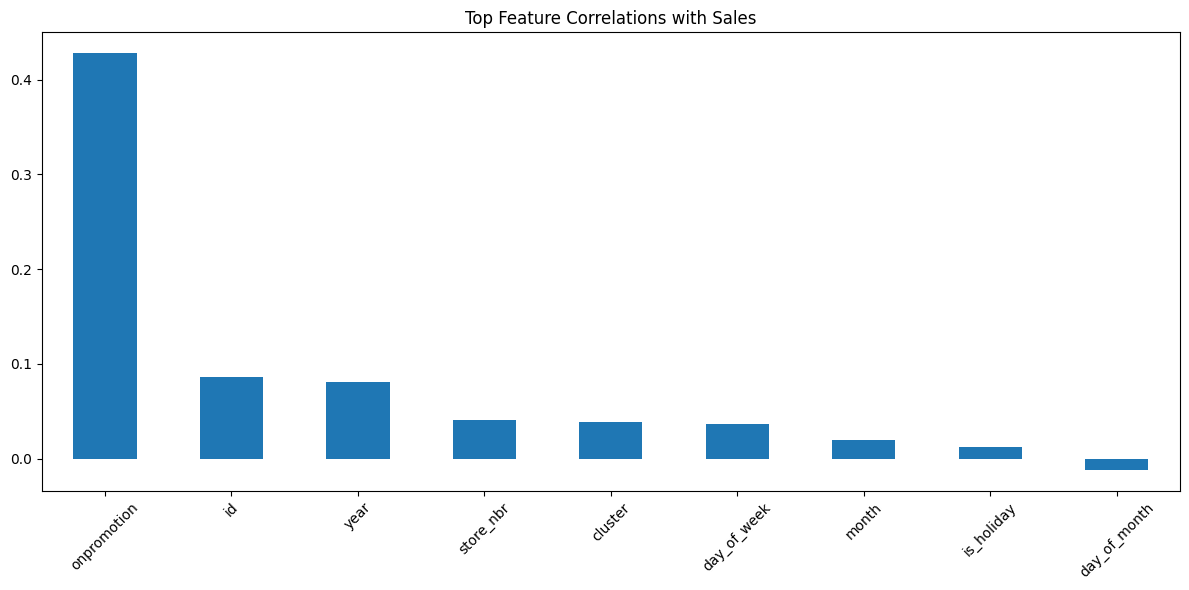 Top Feature Correlations with Sales
0.4
0.3
0.2
0.1
0.0
onpromotion
id
year
store_nbr
cluster
day_of_week
month
is_holiday
day_of_month